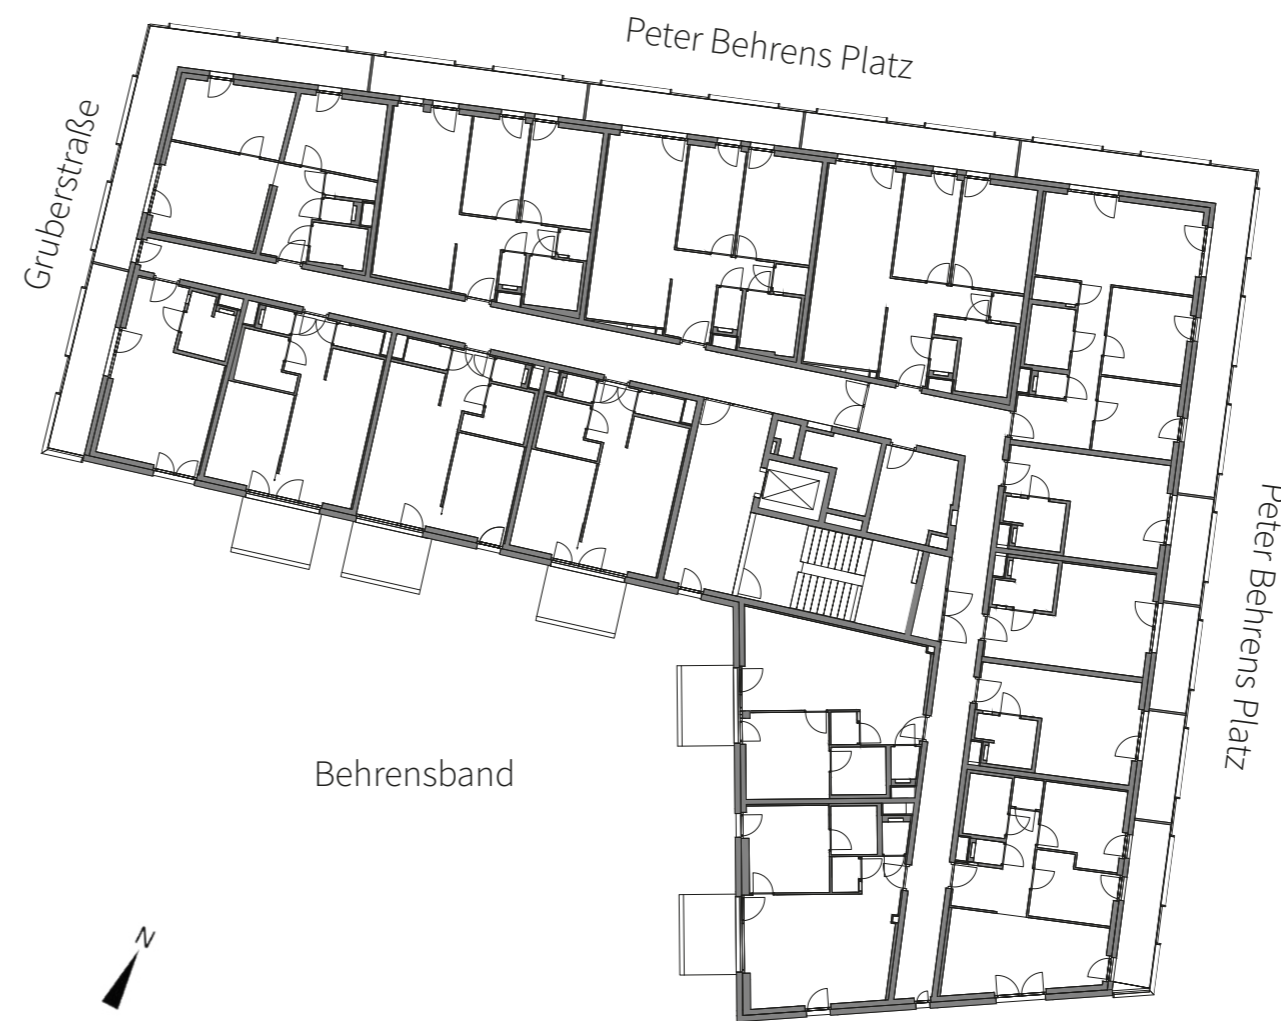 Peter Behrens Platz
Gruberstraße
Peter Behrens Platz
Behrensband
N